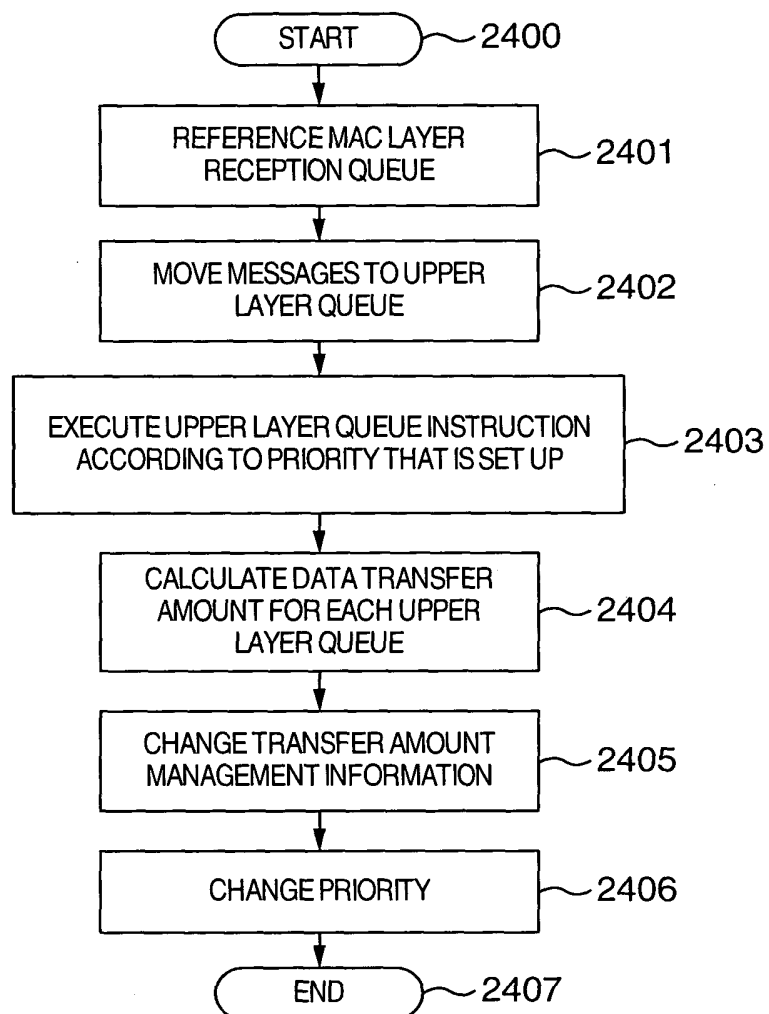 START
2400
REFERENCE MAC LAYER
RECEPTION QUEUE
2401
MOVE MESSAGES TO UPPER
LAYER QUEUE
2402
EXECUTE UPPER LAYER QUEUE INSTRUCTION
ACCORDING TO PRIORITY THAT IS SET UP
2403
CALCULATE DATA TRANSFER
AMOUNT FOR EACH UPPER
LAYER QUEUE
2404
CHANGE TRANSFER AMOUNT
MANAGEMENT INFORMATION
2405
CHANGE PRIORITY
2406
END
2407